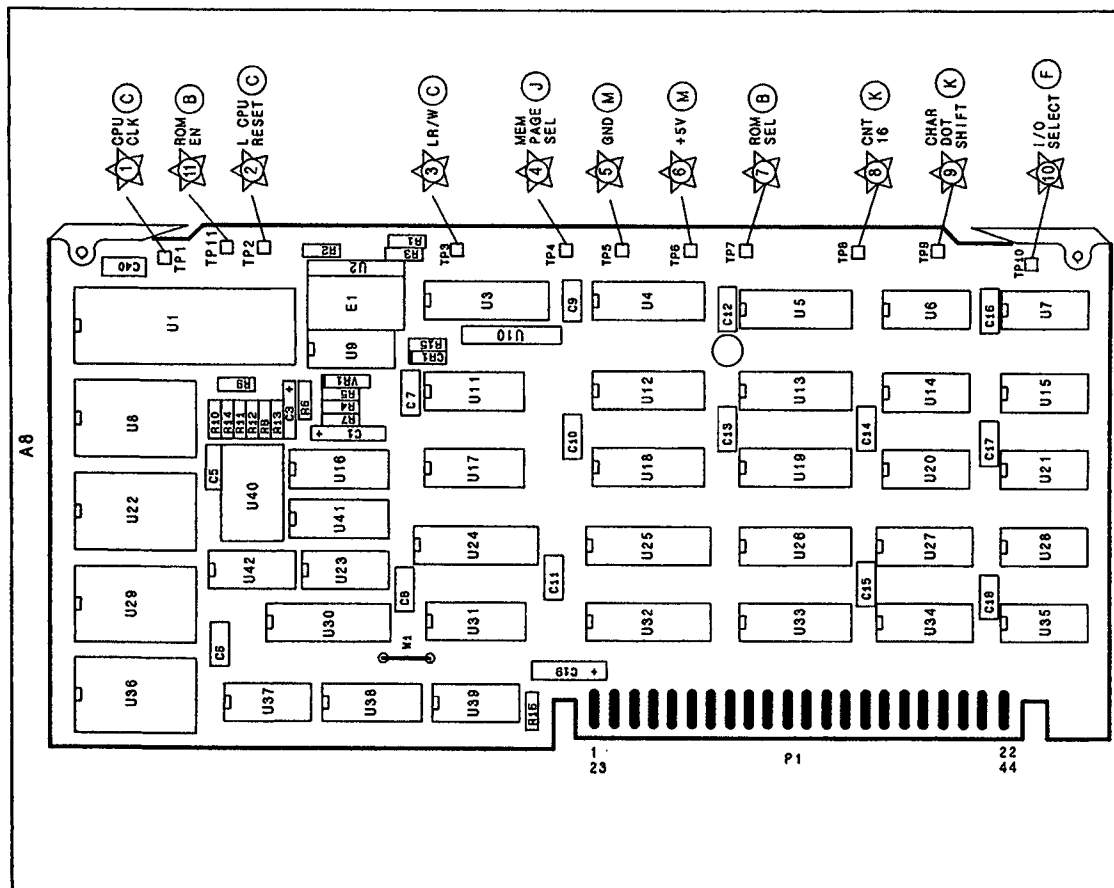 A8
1 CPU CLK C
11 ROM EN B
2 L CPU RESET C
3 LR/W C
4 MEM PAGE SEL J
5 GND M
6 +5V M
7 ROM SEL B
8 CNT 16 K
9 CHAR DOT SHIFT K
10 I/O SELECT F
C40
TP1
TP11
TP2
TP3
TP4
TP5
TP6
TP7
TP8
TP9
TP10
R2
R1
R3
U1
U2
E1
U9
U3
U10
C9
U4
C12
U5
U6
C16
U7
R15
CR1
U8
R9
R10
R14
R11
R12
R8
R13
C3 +
R6
VR1
R5
R4
R7
+ C1
C7
U11
U12
U13
U14
U15
C5
U40
U16
U17
C10
U18
C13
U19
C14
U20
C17
U21
U22
U41
U42
U23
U24
U25
U26
U27
U28
U29
C8
C11
C15
C18
U30
U31
U32
U33
U34
U35
C6
W1
U36
U37
U38
U39
R16
C19 +
1
23
P1
22
44